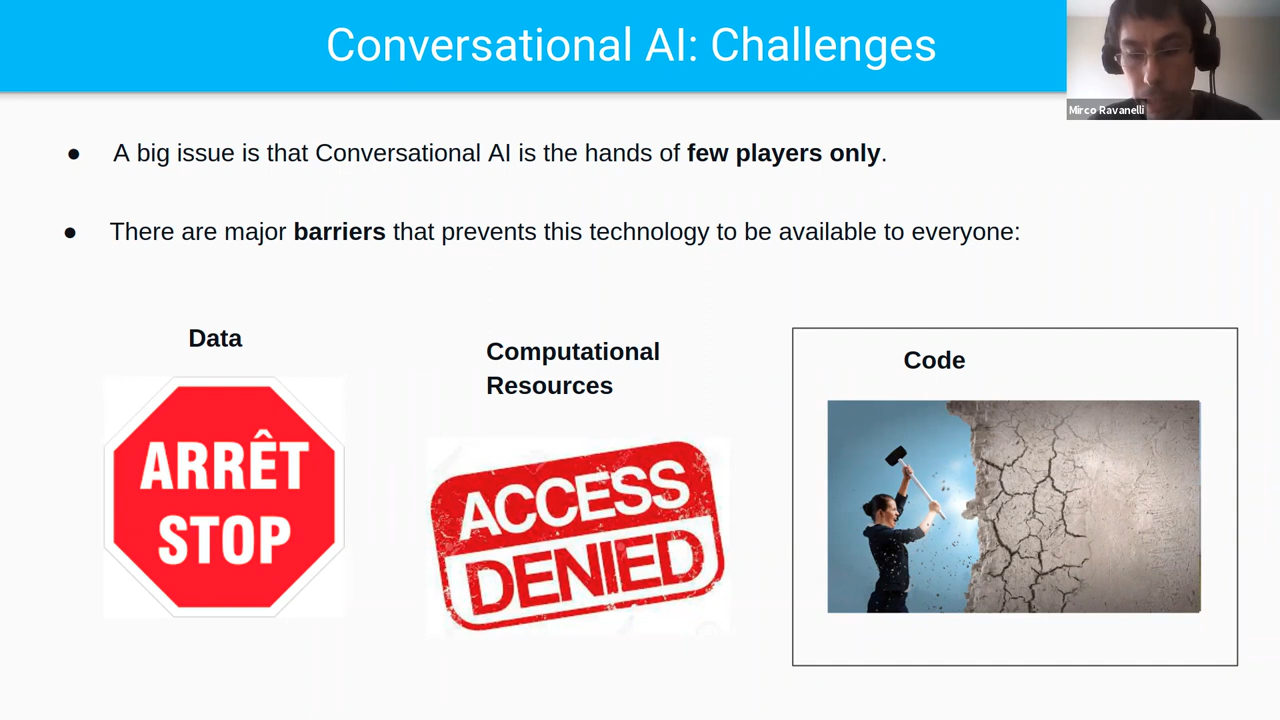 Conversational AI: Challenges
Mirco Ravanelli
● A big issue is that Conversational AI is the hands of few players only.
● There are major barriers that prevents this technology to be available to everyone:
Data
Computational
Resources
Code
ARRÊT
STOP
ACCESS
DENIED